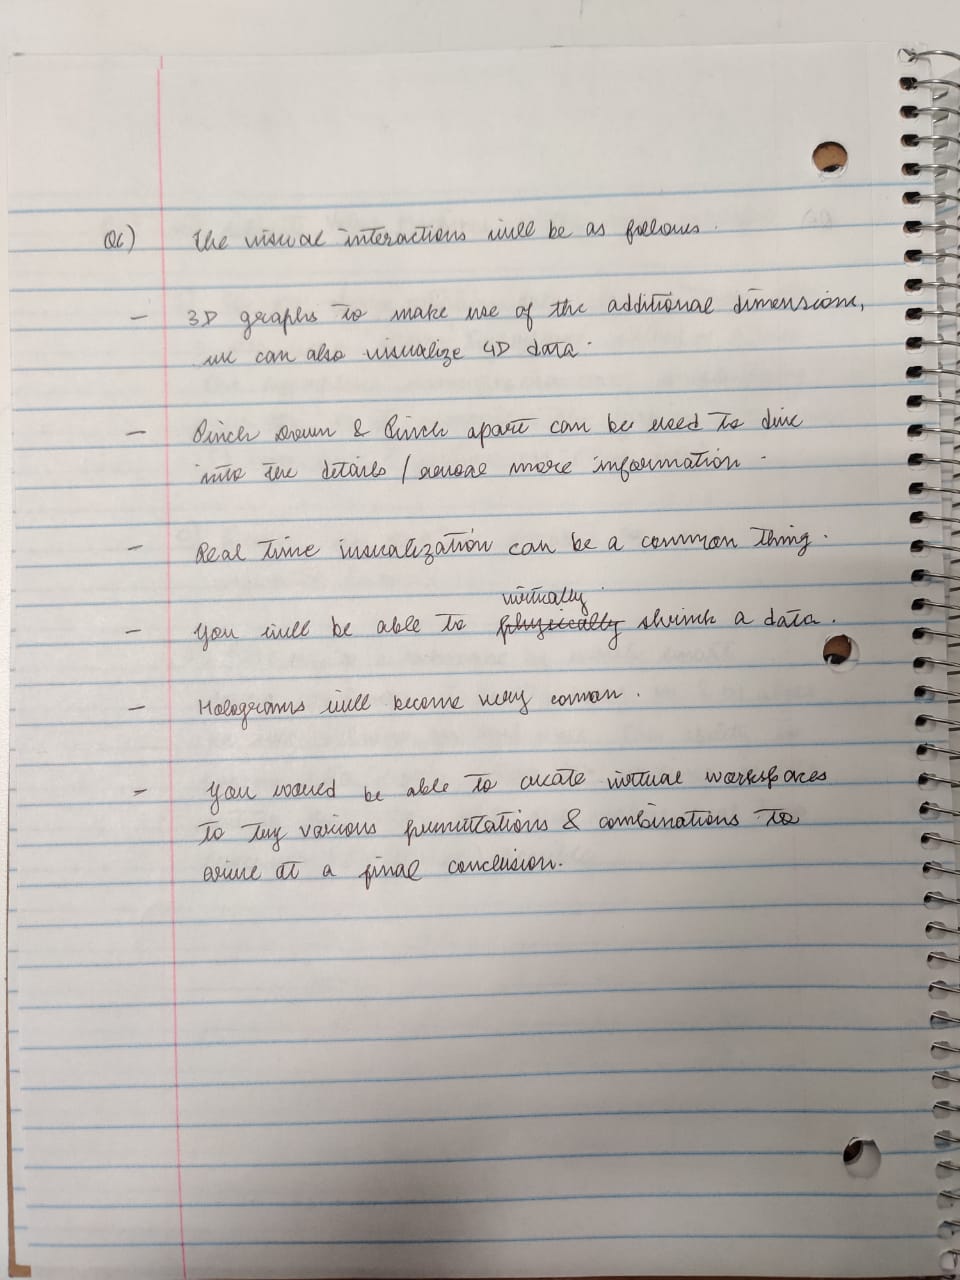 Q6) The visual interactions will be as follows.
- 3D graphs to make use of the additional dimensions,
we can also visualize 4D data.
- Pinch down & Pinch apart can be used to dive
into the details / reveal more information.
- Real time visualization can be a common thing.
virtually
- You will be able to physically shrink a data.
- Holograms will become very comon.
- You would be able to create virtual workspaces
to try various permutations & combinations to
arive at a final conclusion.